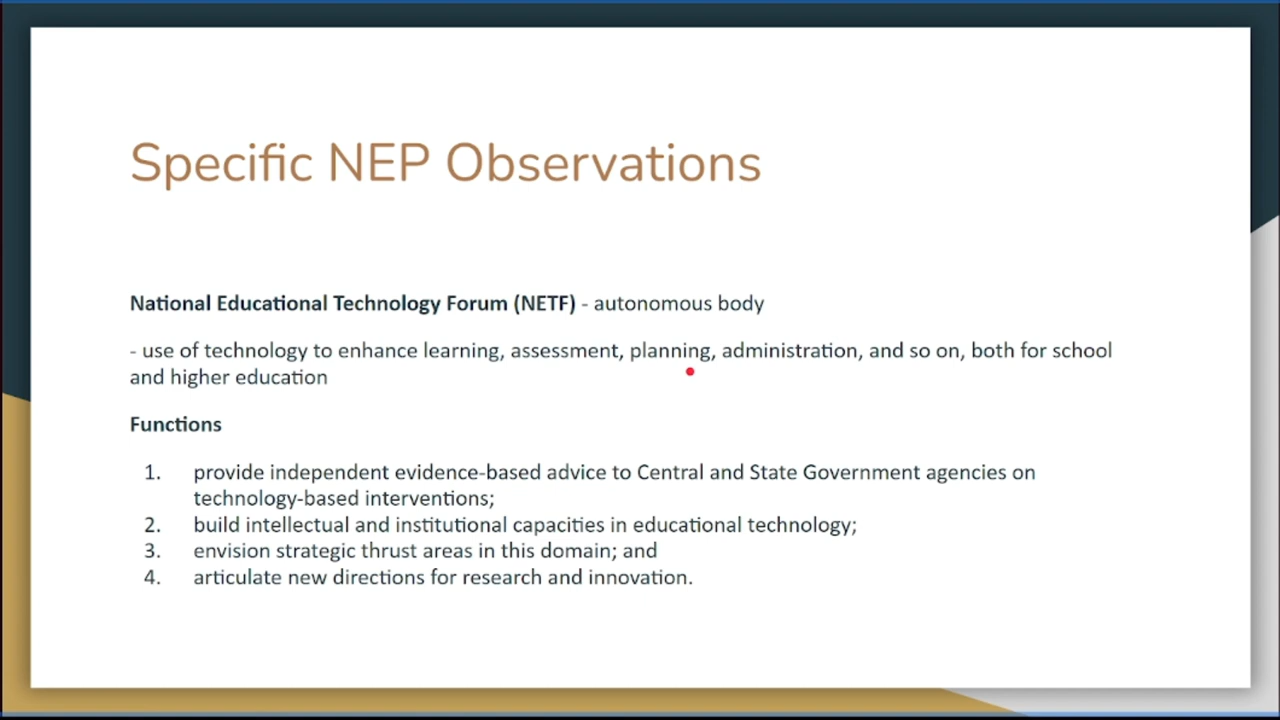 Specific NEP Observations
National Educational Technology Forum (NETF) - autonomous body
- use of technology to enhance learning, assessment, planning, administration, and so on, both for school
and higher education
Functions
1. provide independent evidence-based advice to Central and State Government agencies on
technology-based interventions;
2. build intellectual and institutional capacities in educational technology;
3. envision strategic thrust areas in this domain; and
4. articulate new directions for research and innovation.